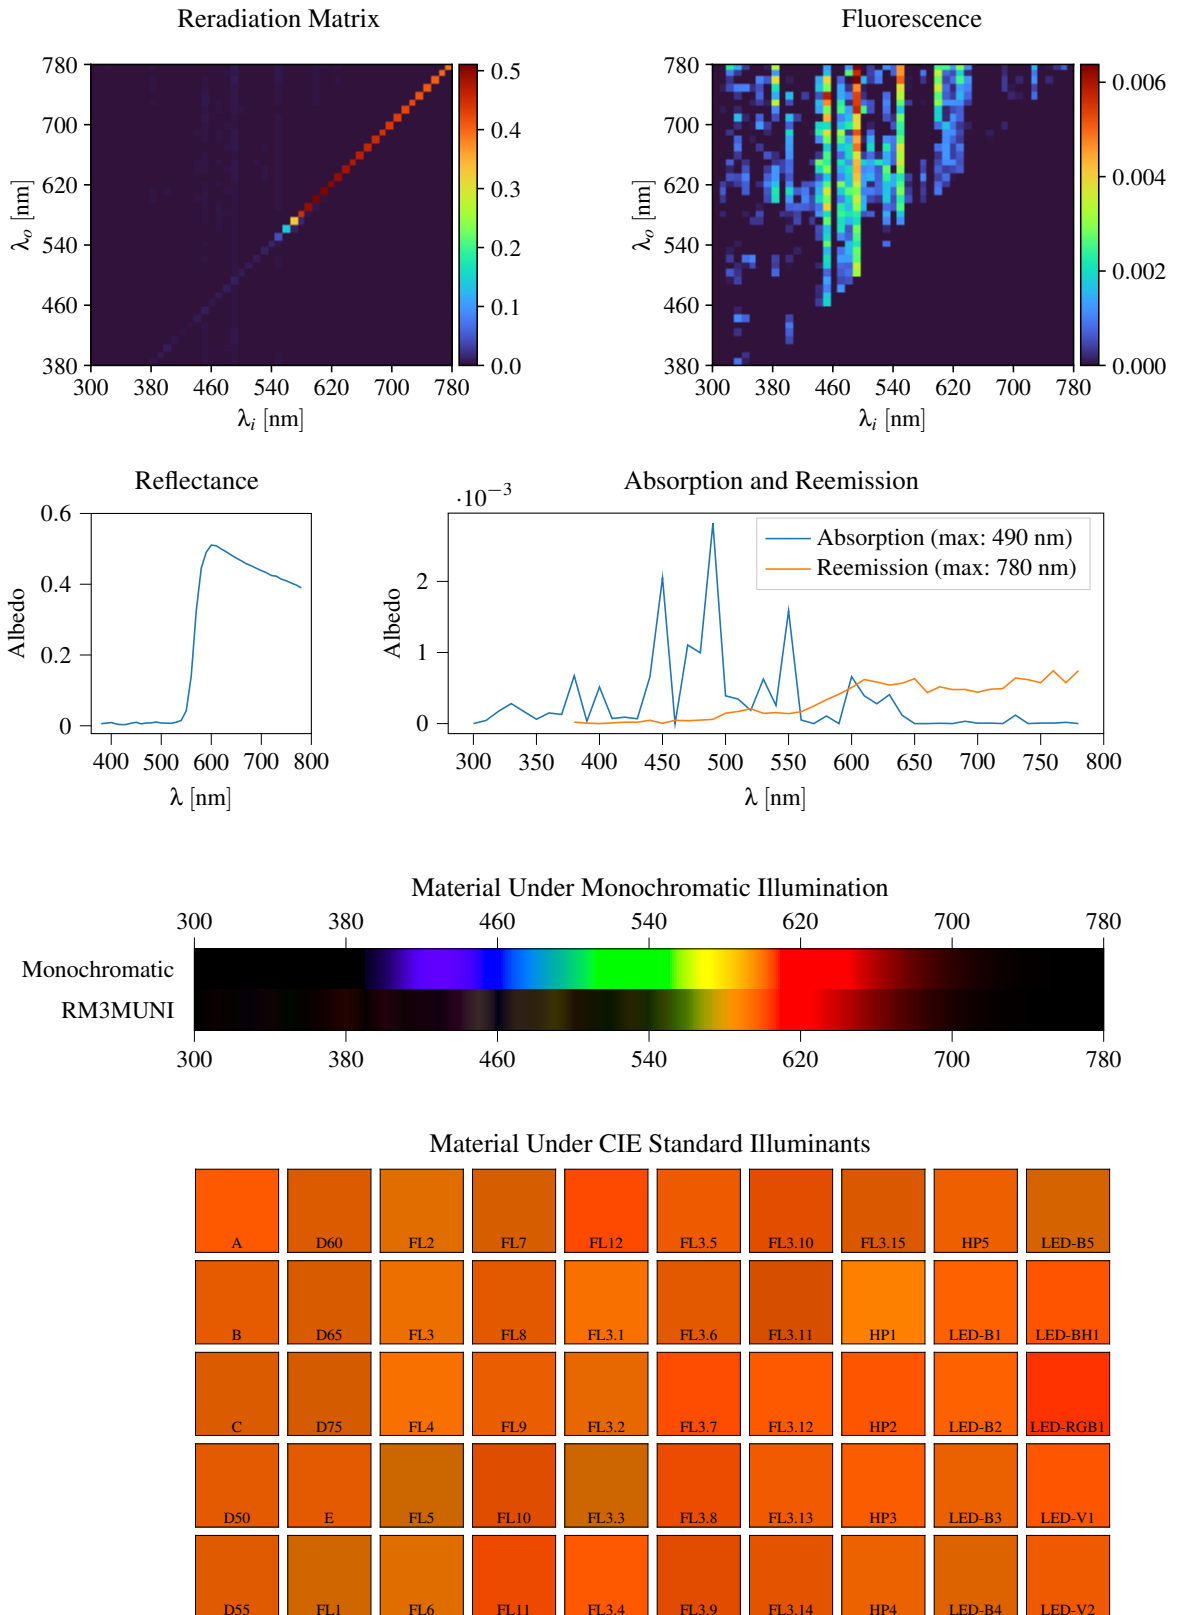 Reradiation Matrix
Fluorescence
780
700
620
540
460
380
λo [nm]
300 380 460 540 620 700 780
λi [nm]
0.5
0.4
0.3
0.2
0.1
0.0
780
700
620
540
460
380
λo [nm]
300 380 460 540 620 700 780
λi [nm]
0.006
0.004
0.002
0.000
Reflectance
0.6
0.4
0.2
0
Albedo
400 500 600 700 800
λ [nm]
Absorption and Reemission
·10−3
2
1
0
Albedo
Absorption (max: 490 nm)
Reemission (max: 780 nm)
300 350 400 450 500 550 600 650 700 750 800
λ [nm]
Material Under Monochromatic Illumination
300 380 460 540 620 700 780
Monochromatic
RM3MUNI
300 380 460 540 620 700 780
Material Under CIE Standard Illuminants
A D60 FL2 FL7 FL12 FL3.5 FL3.10 FL3.15 HP5 LED-B5
B D65 FL3 FL8 FL3.1 FL3.6 FL3.11 HP1 LED-B1 LED-BH1
C D75 FL4 FL9 FL3.2 FL3.7 FL3.12 HP2 LED-B2 LED-RGB1
D50 E FL5 FL10 FL3.3 FL3.8 FL3.13 HP3 LED-B3 LED-V1
D55 FL1 FL6 FL11 FL3.4 FL3.9 FL3.14 HP4 LED-B4 LED-V2